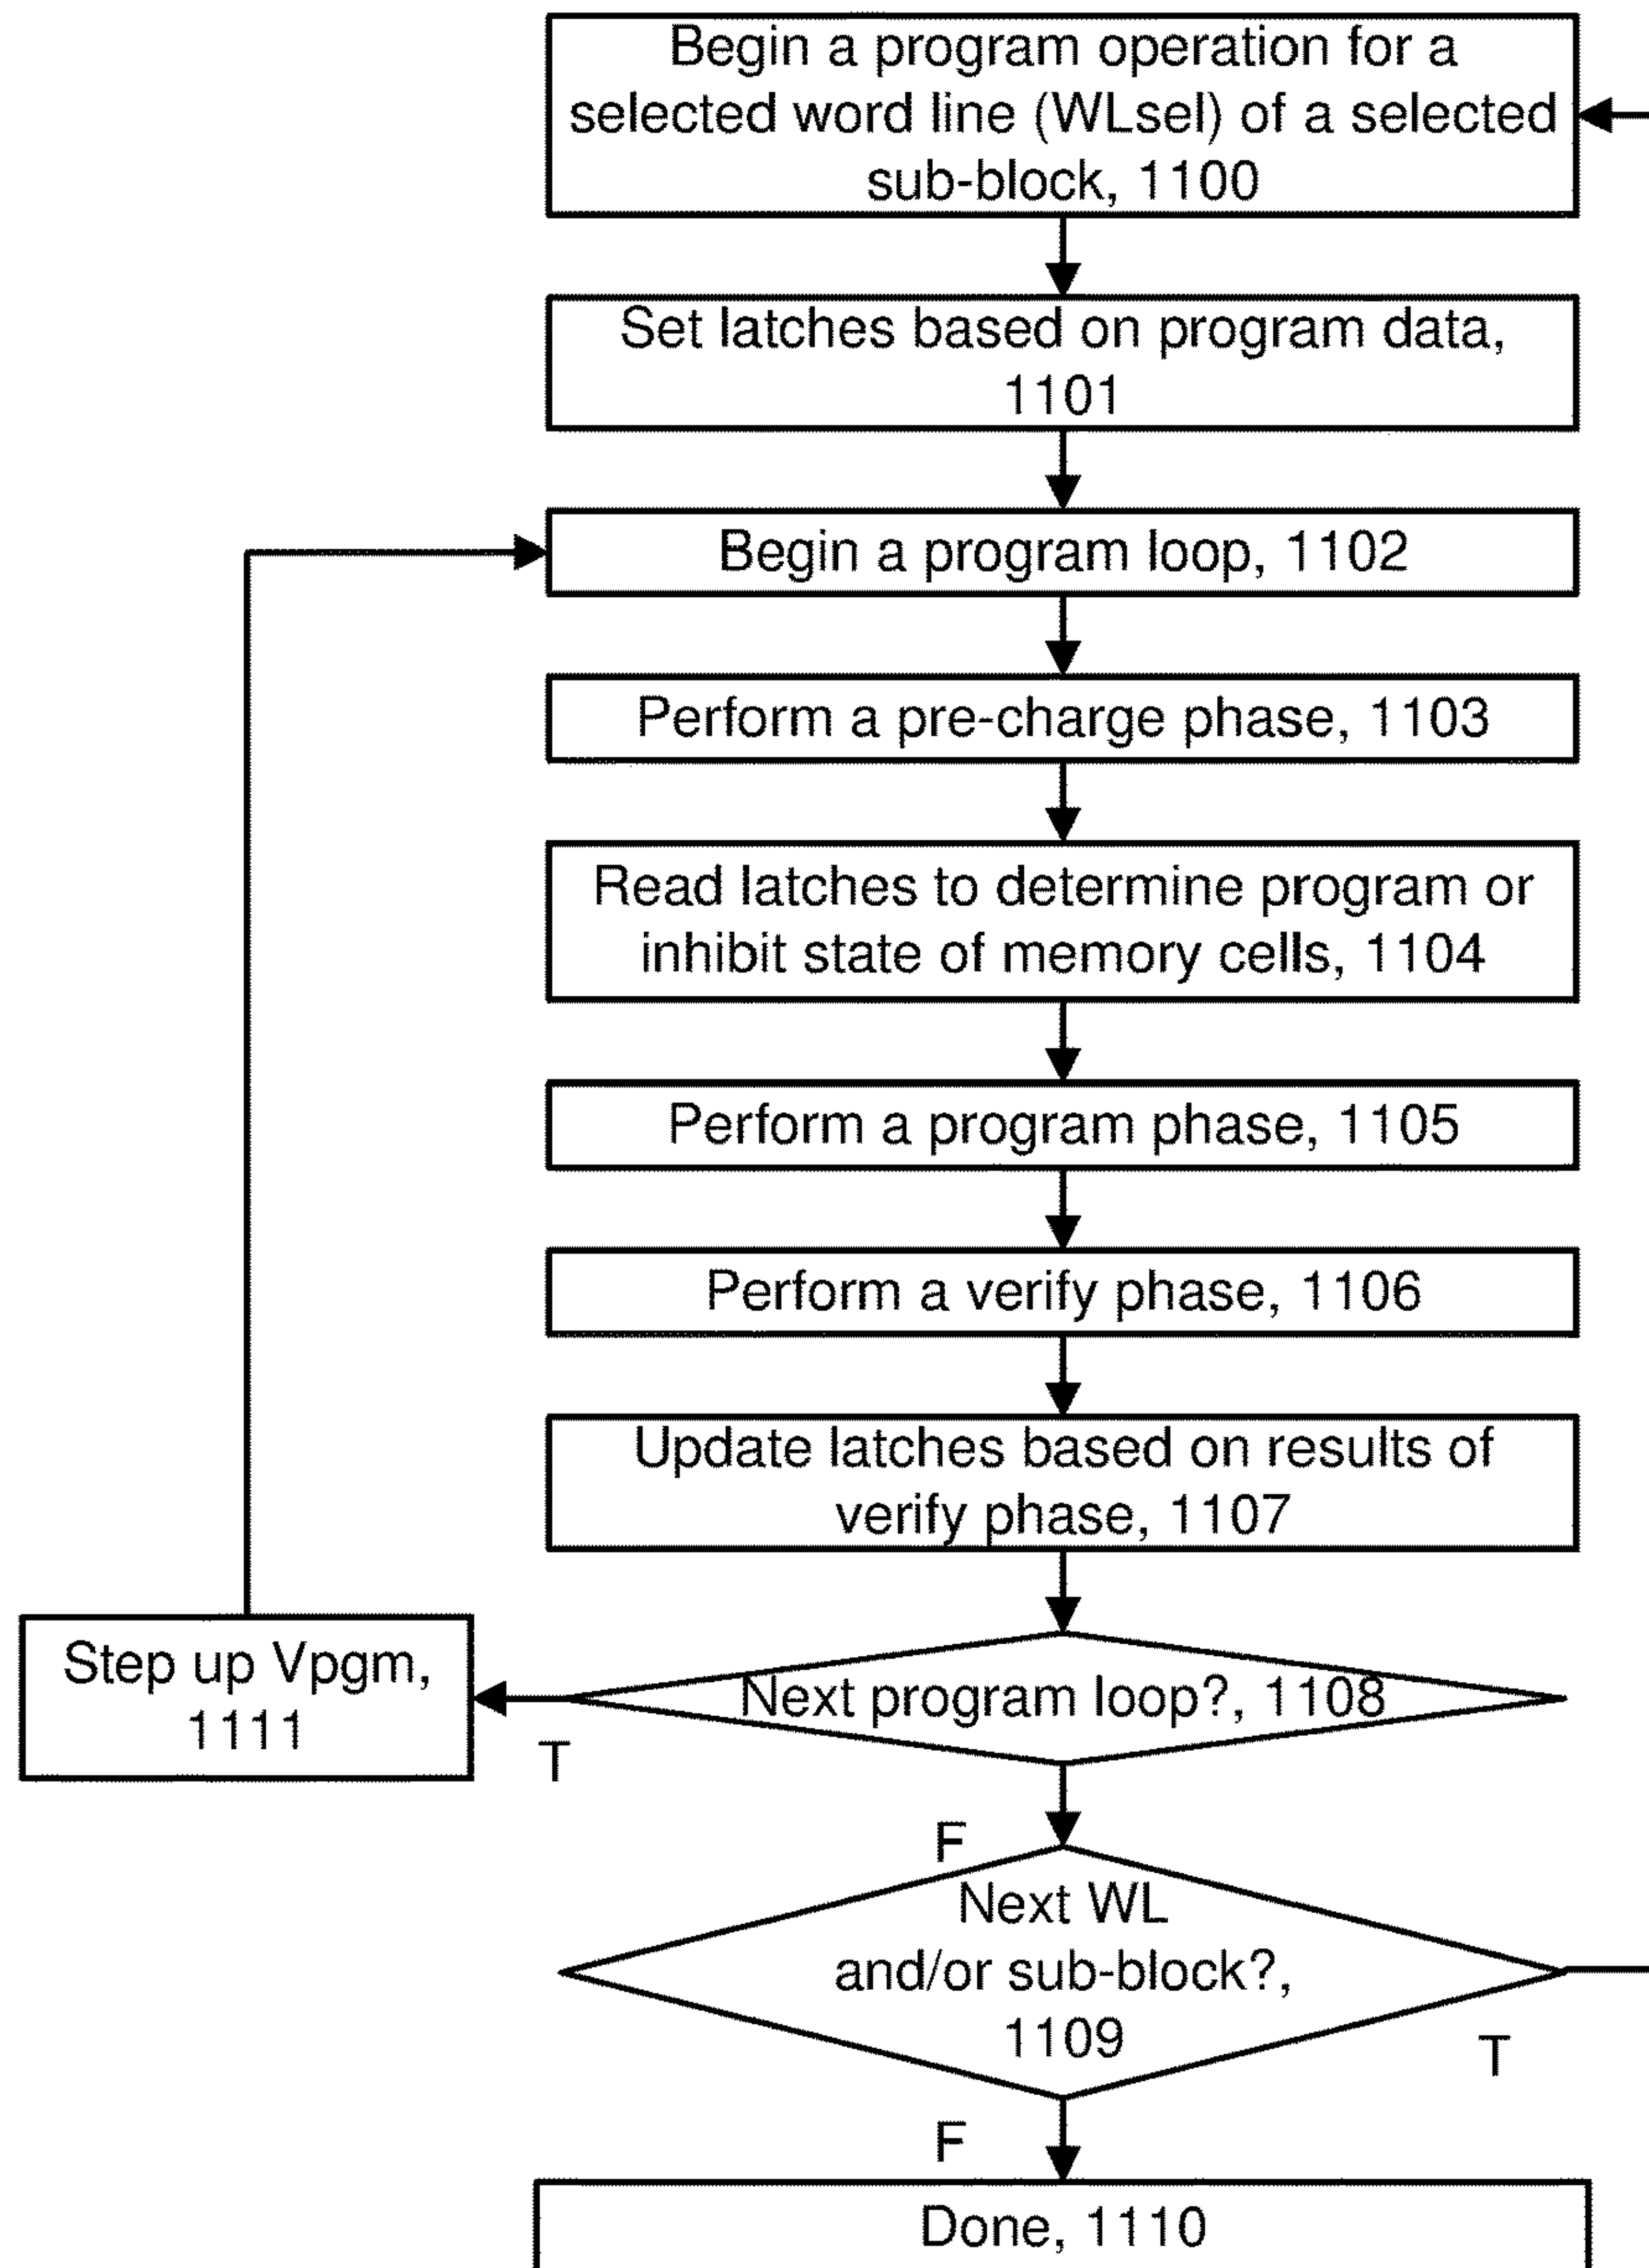 Begin a program operation for a
selected word line (WLsel) of a selected
sub-block, 1100
Set latches based on program data,
1101
Begin a program loop, 1102
Perform a pre-charge phase, 1103
Read latches to determine program or
inhibit state of memory cells, 1104
Perform a program phase, 1105
Perform a verify phase, 1106
Update latches based on results of
verify phase, 1107
Step up Vpgm,
1111
Next program loop?, 1108
T
F
Next WL
and/or sub-block?,
1109
T
F
Done, 1110